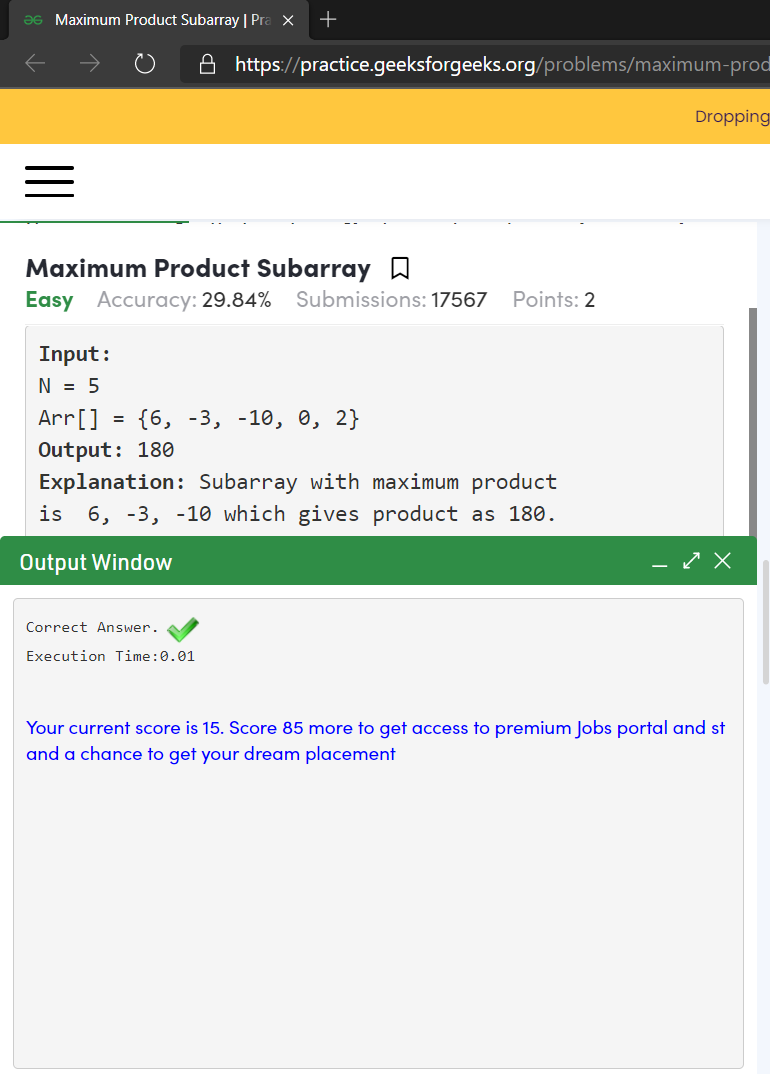 Maximum Product Subarray | Pra
https://practice.geeksforgeeks.org/problems/maximum-prod
Dropping
Maximum Product Subarray
Easy Accuracy: 29.84% Submissions: 17567 Points: 2
Input:
N = 5
Arr[] = {6, -3, -10, 0, 2}
Output: 180
Explanation: Subarray with maximum product
is 6, -3, -10 which gives product as 180.
Output Window
Correct Answer.
Execution Time:0.01
Your current score is 15. Score 85 more to get access to premium Jobs portal and st
and a chance to get your dream placement